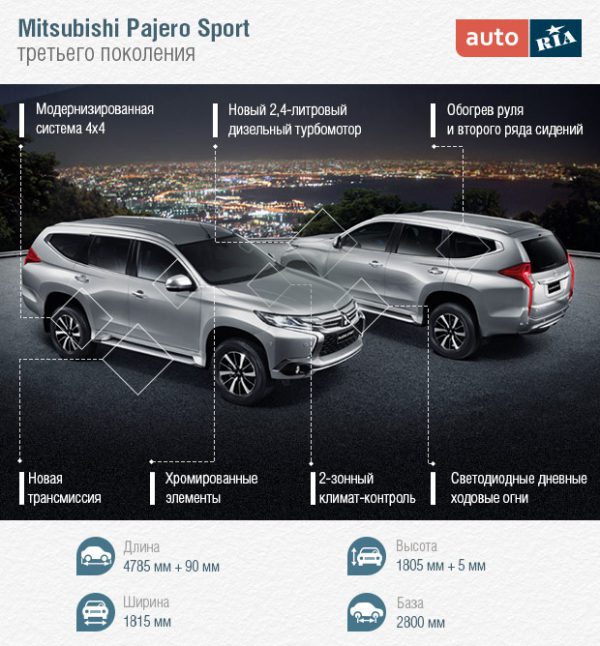 Mitsubishi Pajero Sport
третьего поколения
auto RIA
Модернизированная
система 4x4
Новый 2,4-литровый
дизельный турбомотор
Обогрев руля
и второго ряда сидений
Новая
трансмиссия
Хромированные
элементы
2-зонный
климат-контроль
Светодиодные дневные
ходовые огни
Длина
4785 мм + 90 мм
Высота
1805 мм + 5 мм
Ширина
1815 мм
База
2800 мм